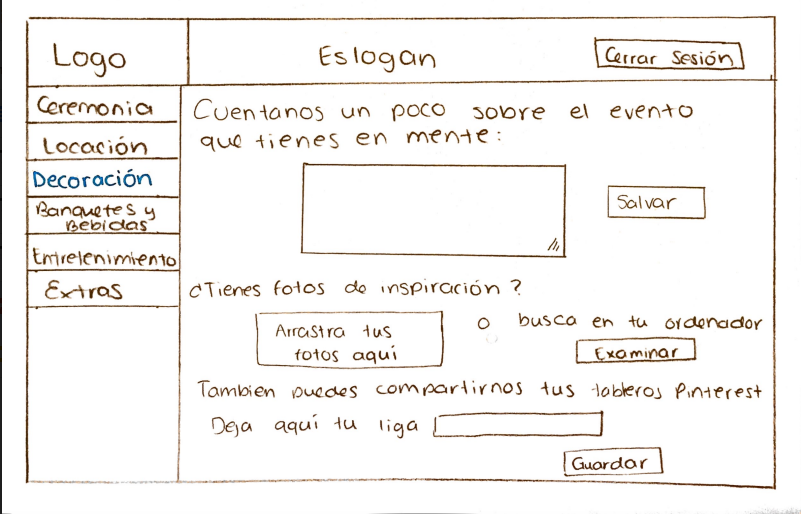 Logo
Eslogan
Cerrar Sesión
Ceremonia
Locación
Decoración
Banquetes y
Bebidas
Entretenimiento
Extras
Cuentanos un poco sobre el evento
que tienes en mente:
Salvar
¿Tienes fotos de inspiración?
Arrastra tus
fotos aquí
o busca en tu ordenador
Examinar
Tambien puedes compartirnos tus tableros Pinterest
Deja aquí tu liga
Guardar